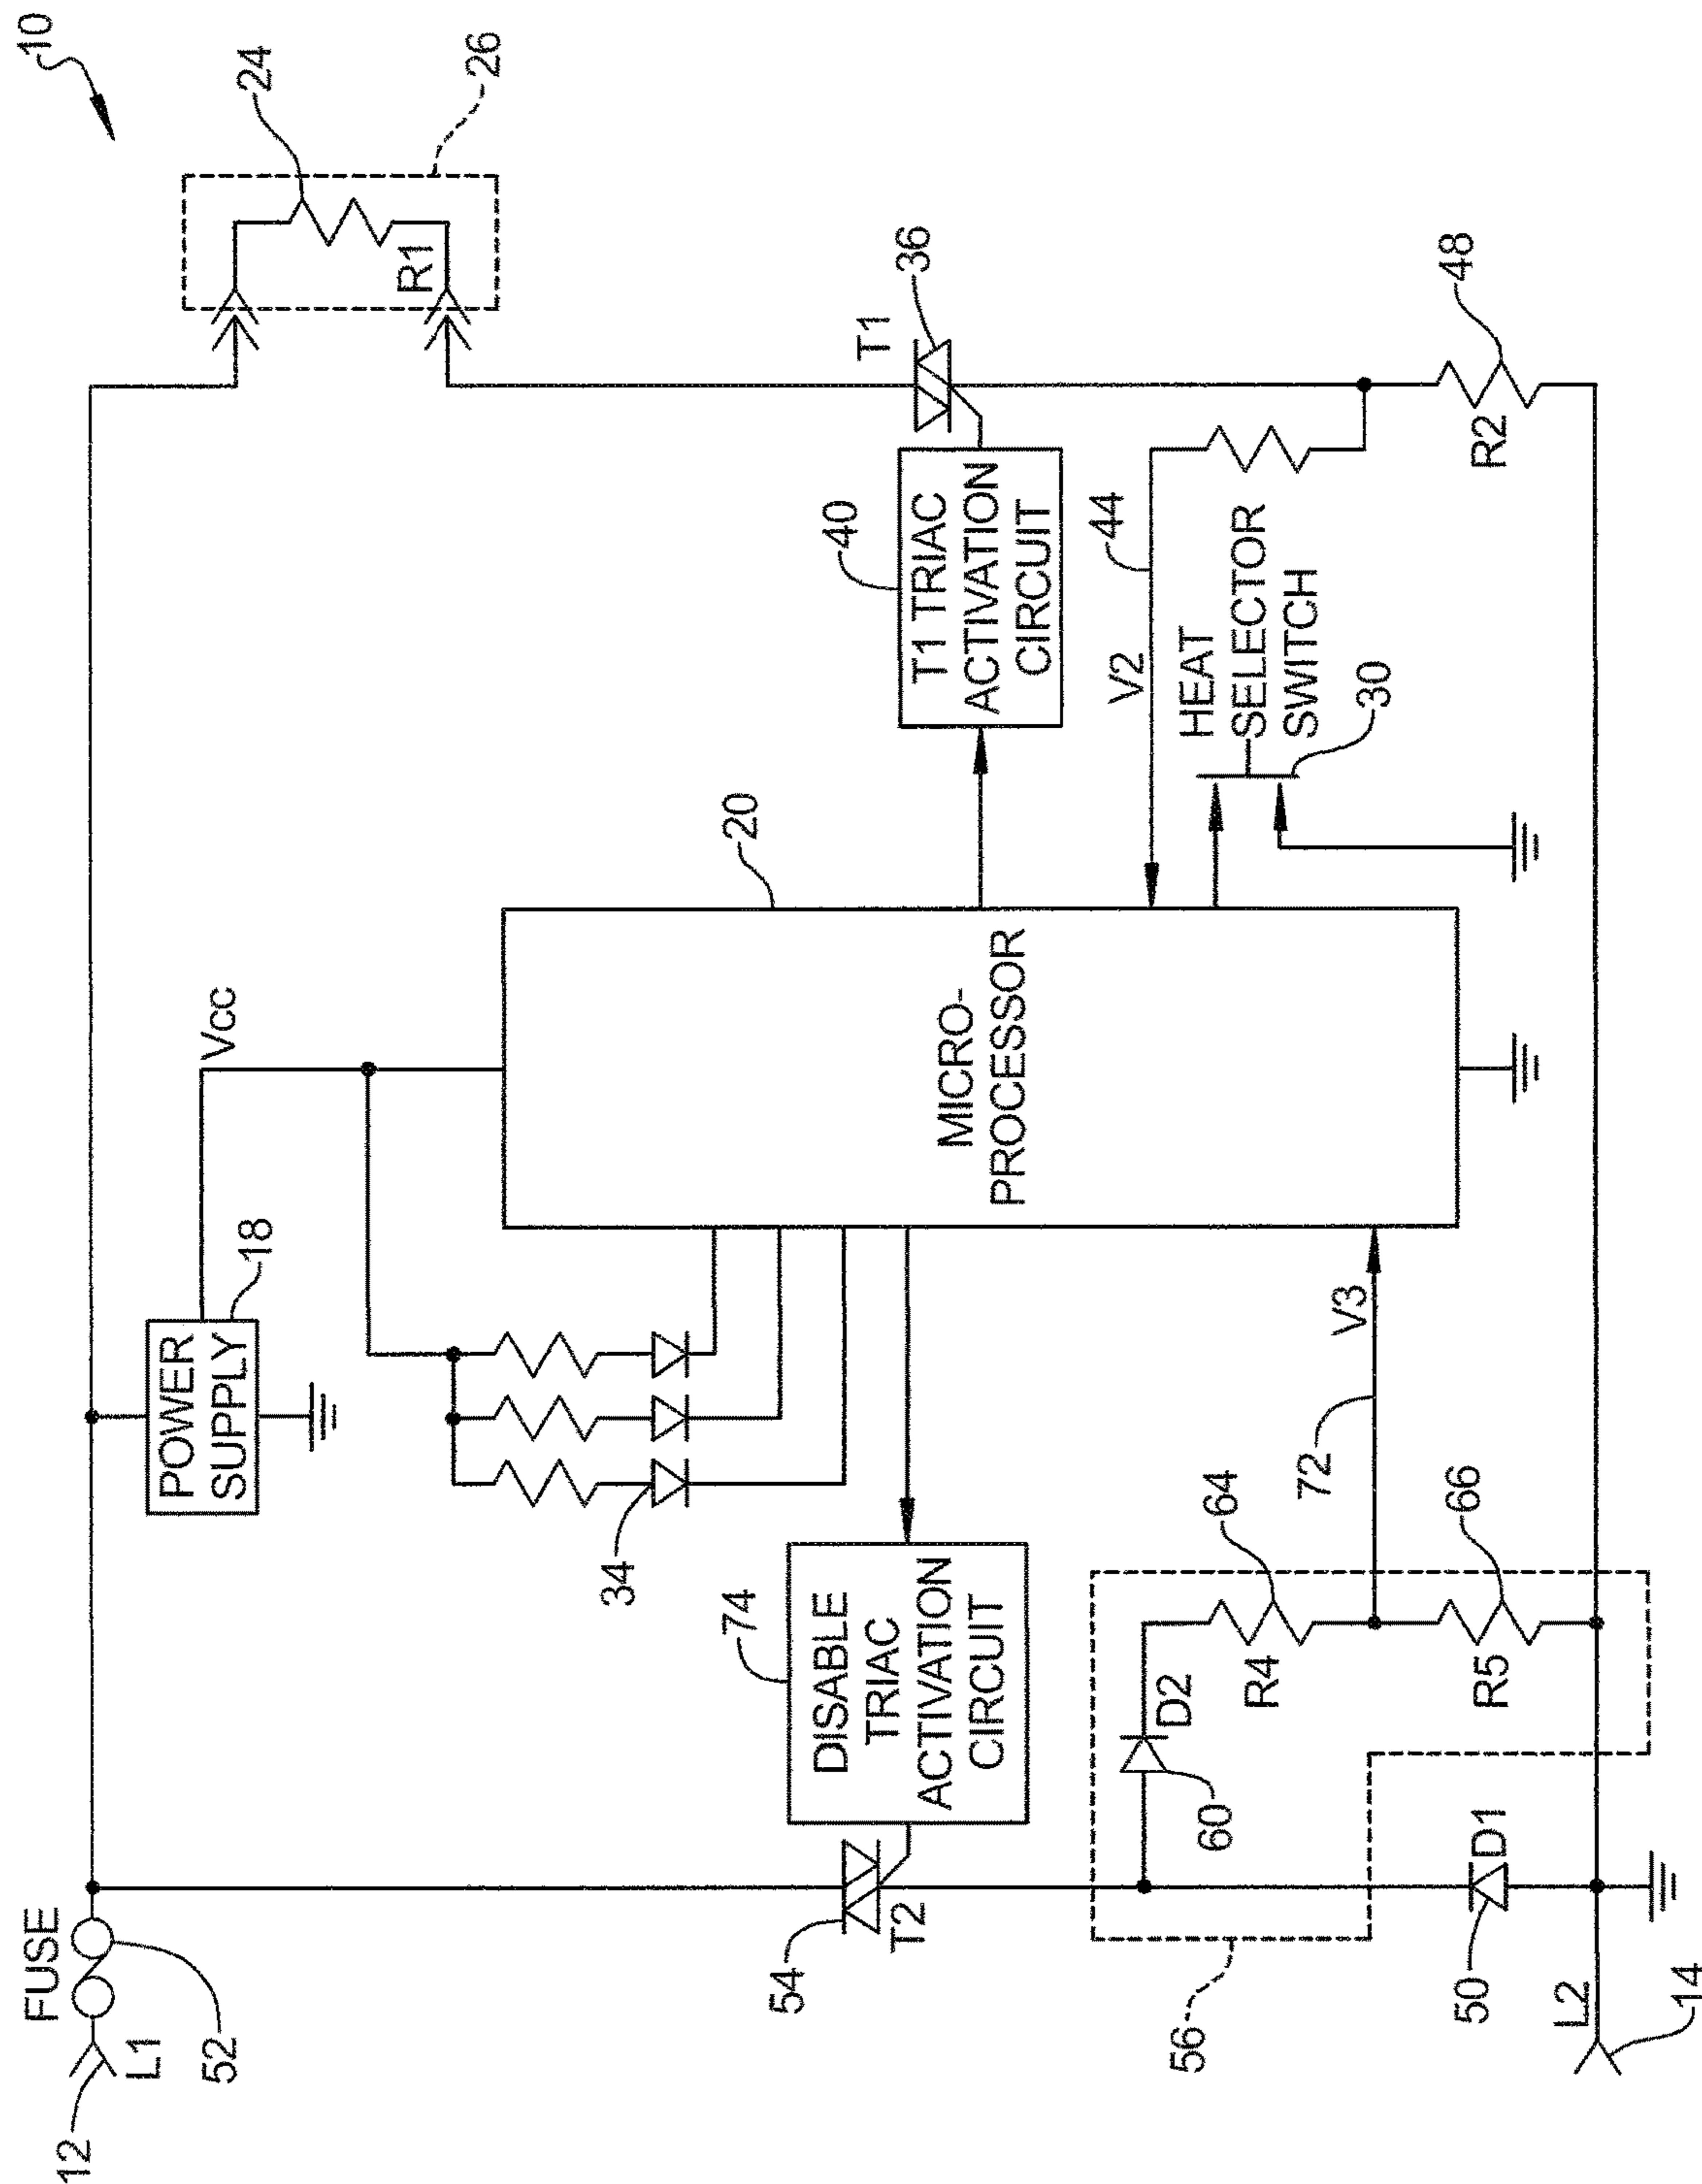 10
24
26
R1
Vcc
POWER
SUPPLY
18
FUSE
12
L1
52
34
20
MICRO-
PROCESSOR
T1
36
40
T1 TRIAC
ACTIVATION
CIRCUIT
44
V2
HEAT
SELECTOR
SWITCH
30
48
R2
74
DISABLE
TRIAC
ACTIVATION
CIRCUIT
54
T2
72
V3
64
R4
66
R5
D2
60
56
D1
50
L2
14